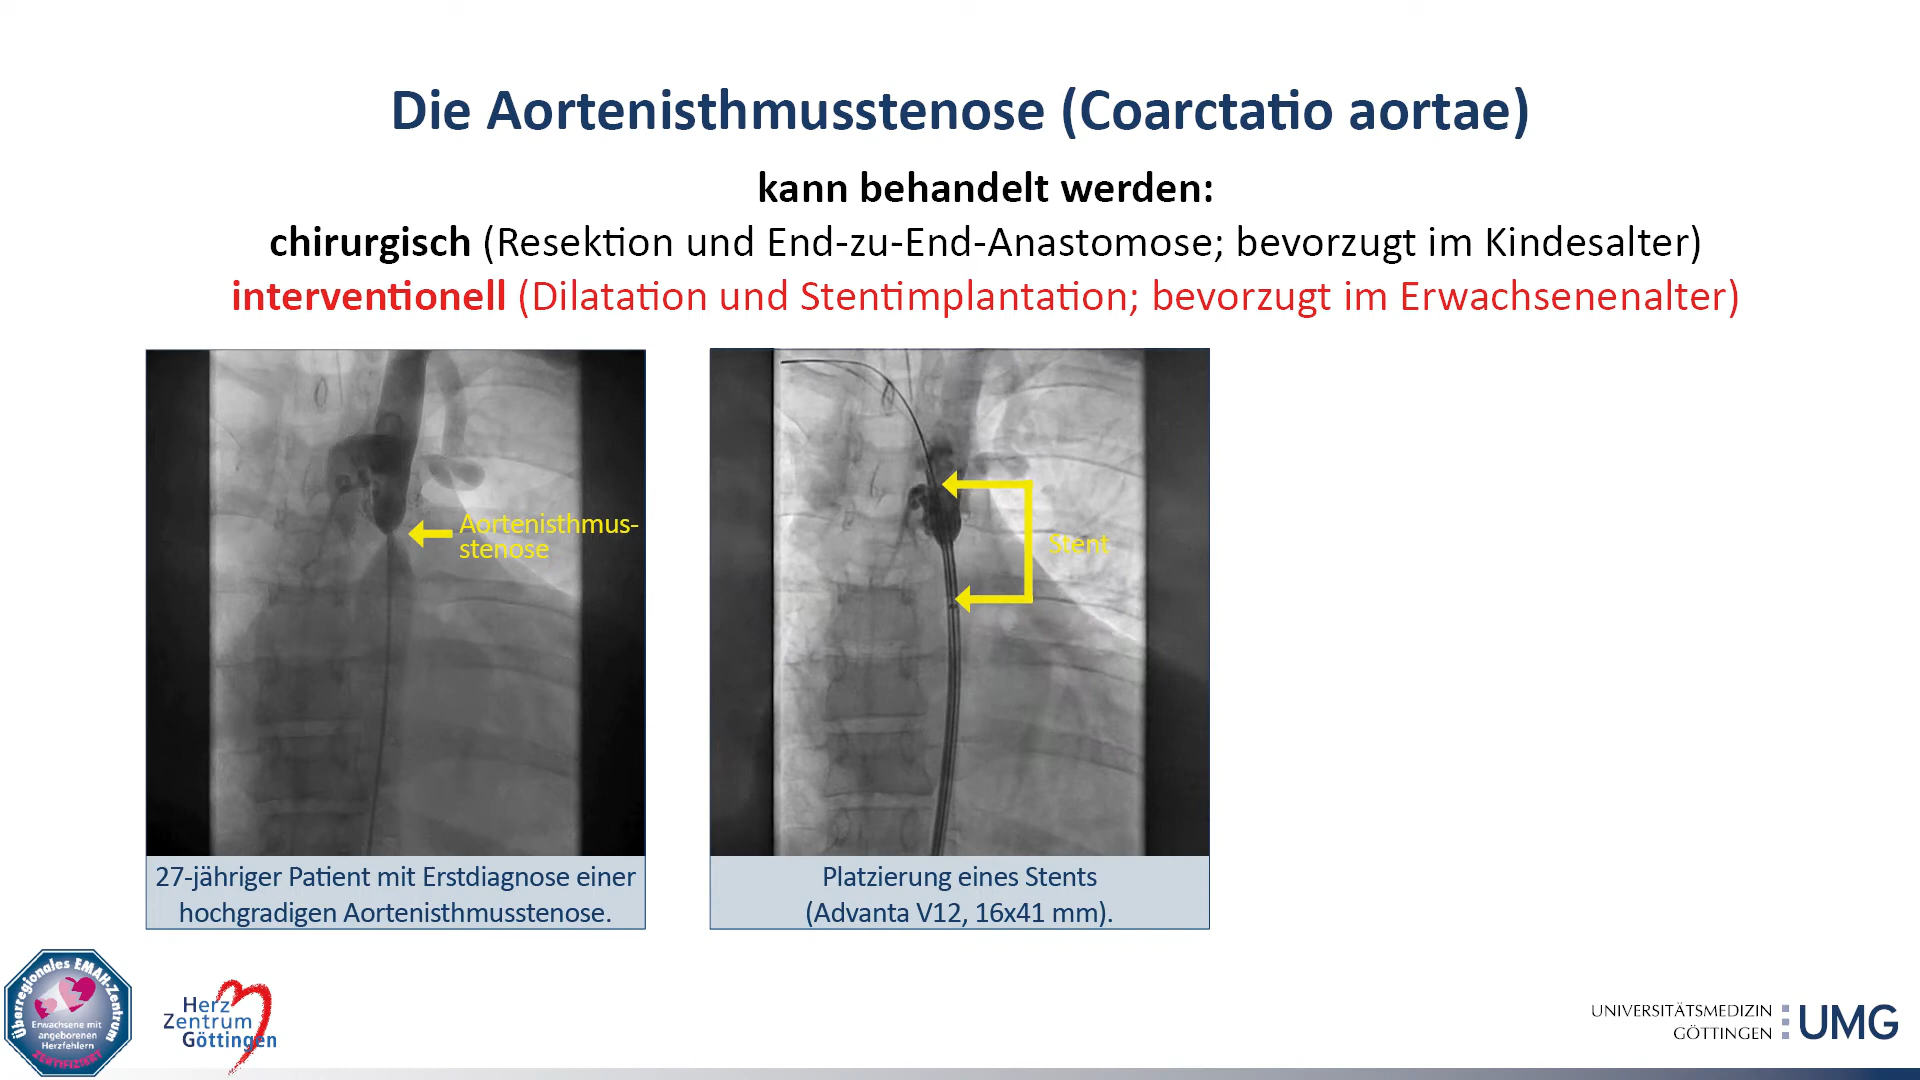 Die Aortenisthmusstenose (Coarctatio aortae)
kann behandelt werden:
chirurgisch (Resektion und End-zu-End-Anastomose; bevorzugt im Kindesalter)
interventionell (Dilatation und Stentimplantation; bevorzugt im Erwachsenenalter)
Aortenisthmus-
stenose
Stent
27-jähriger Patient mit Erstdiagnose einer
hochgradigen Aortenisthmusstenose.
Platzierung eines Stents
(Advanta V12, 16x41 mm).
Überregionales EMAH-Zentrum
Erwachsene mit
angeborenen
Herzfehlern
ZERTIFIZIERT
Herz
Zentrum
Göttingen
UNIVERSITÄTSMEDIZIN
GÖTTINGEN
UMG